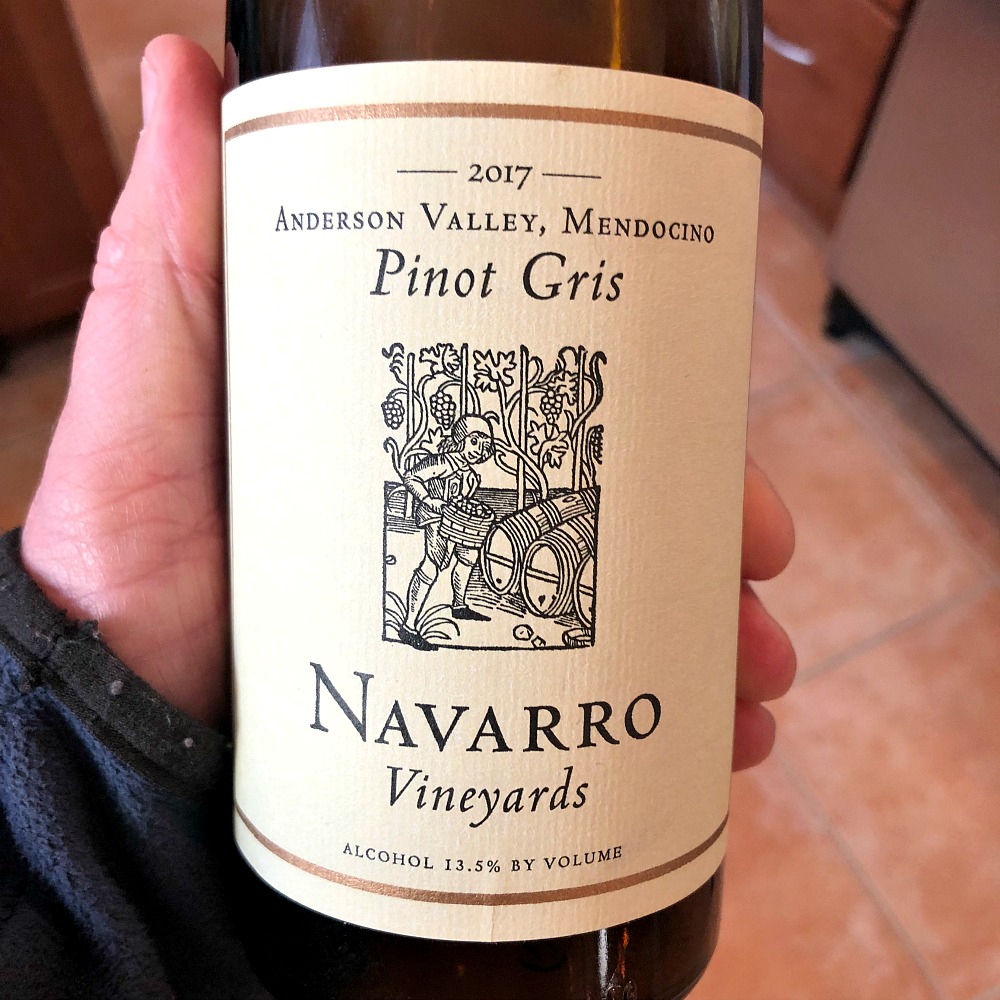 2017
Anderson Valley, Mendocino
Pinot Gris
Navarro
Vineyards
ALCOHOL 13.5% BY VOLUME